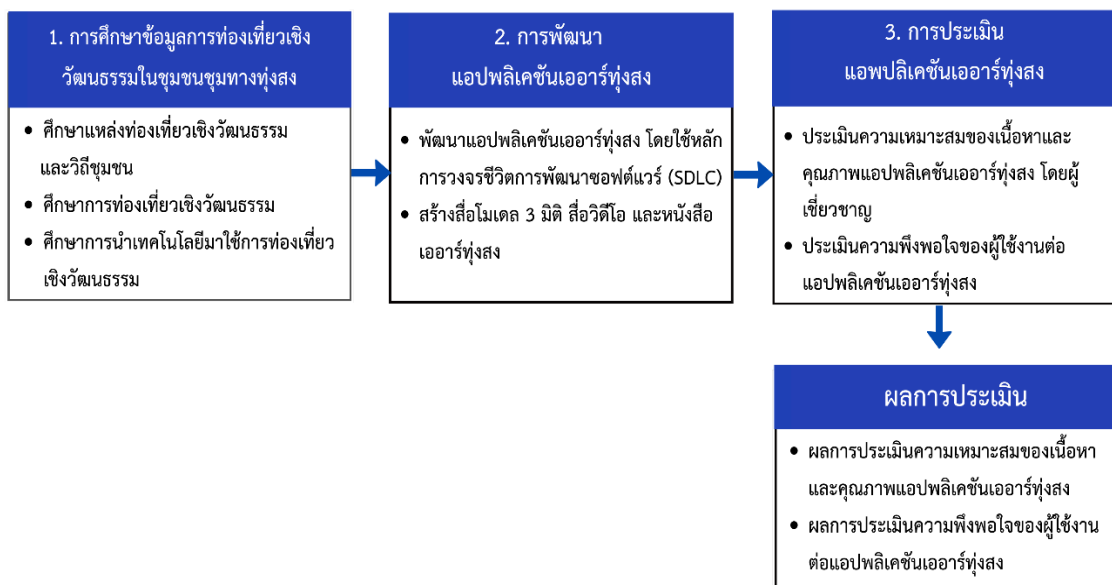 1. การศึกษาข้อมูลการท่องเที่ยวเชิง
วัฒนธรรมในชุมชนชุมทางทุ่งสง
• ศึกษาแหล่งท่องเที่ยวเชิงวัฒนธรรม
และวิถีชุมชน
• ศึกษาการท่องเที่ยวเชิงวัฒนธรรม
• ศึกษาการนำเทคโนโลยีมาใช้การท่องเที่ยว
เชิงวัฒนธรรม
2. การพัฒนา
แอปพลิเคชันเออาร์ทุ่งสง
• พัฒนาแอปพลิเคชันเออาร์ทุ่งสง โดยใช้หลัก
การวงจรชีวิตการพัฒนาซอฟต์แวร์ (SDLC)
• สร้างสื่อโมเดล 3 มิติ สื่อวิดีโอ และหนังสือ
เออาร์ทุ่งสง
3. การประเมิน
แอพปลิเคชันเออาร์ทุ่งสง
• ประเมินความเหมาะสมของเนื้อหาและ
คุณภาพแอปพลิเคชันเออาร์ทุ่งสง โดยผู้
เชี่ยวชาญ
• ประเมินความพึงพอใจของผู้ใช้งานต่อ
แอปพลิเคชันเออาร์ทุ่งสง
ผลการประเมิน
• ผลการประเมินความเหมาะสมของเนื้อหา
และคุณภาพแอปพลิเคชันเออาร์ทุ่งสง
• ผลการประเมินความพึงพอใจของผู้ใช้งาน
ต่อแอปพลิเคชันเออาร์ทุ่งสง